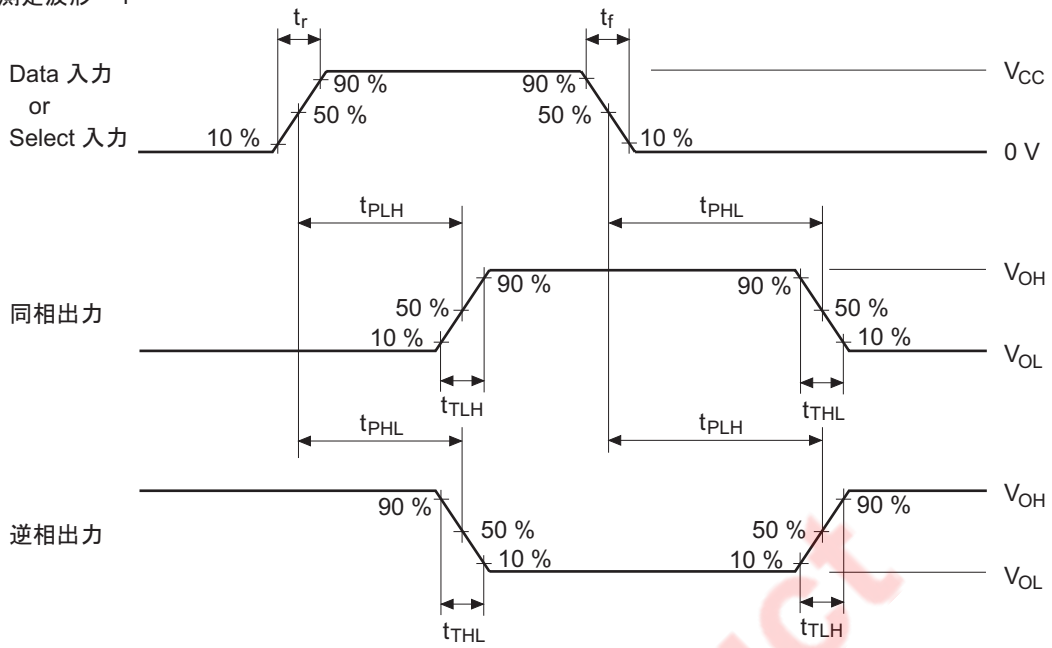 測定波形
tr
tf
Data 入力
or
Select 入力
90 %
50 %
10 %
90 %
50 %
10 %
VCC
0 V
tPLH
tPHL
同相出力
90 %
50 %
10 %
90 %
50 %
10 %
VOH
VOL
tTLH
tTHL
tPHL
tPLH
逆相出力
90 %
50 %
10 %
90 %
50 %
10 %
VOH
VOL
tTHL
tTLH
uct